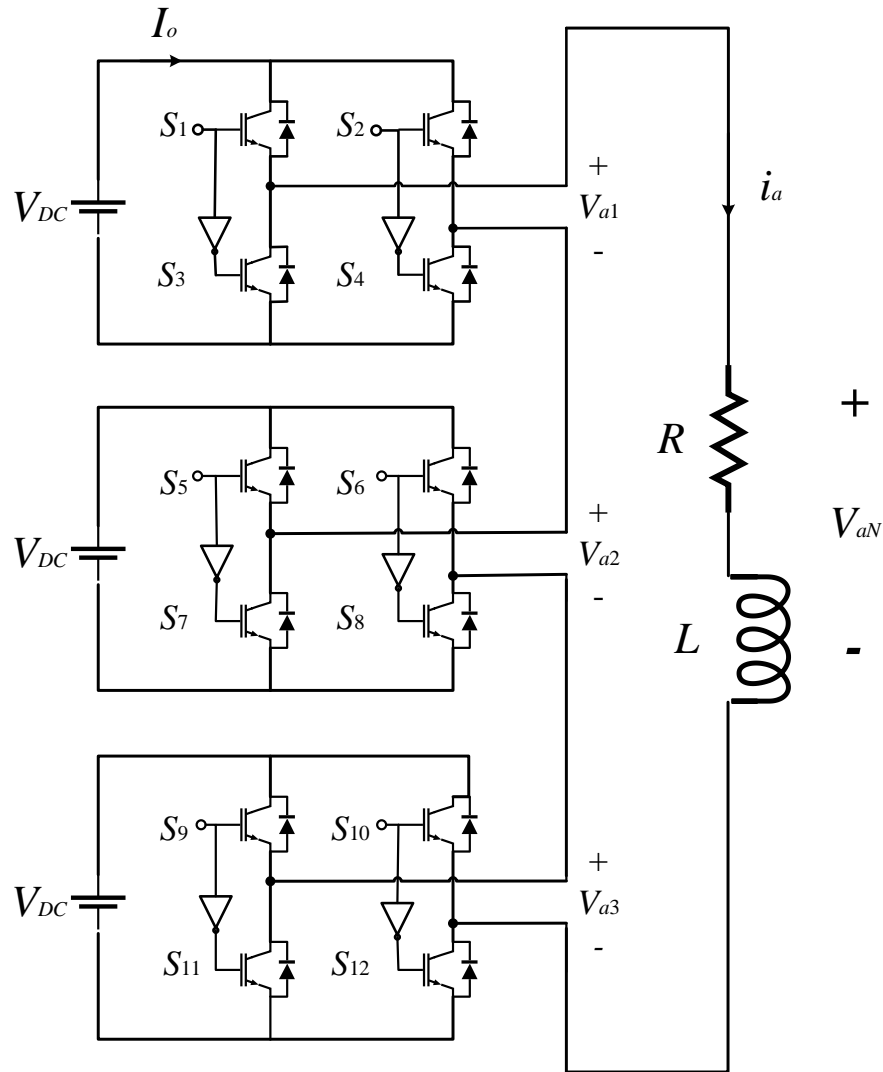 Io
S1
S2
+
VDC
Va1
ia
S3
S4
-
R
+
S5
S6
+
VDC
Va2
VaN
S7
S8
-
L
-
S9
S10
+
VDC
Va3
S11
S12
-